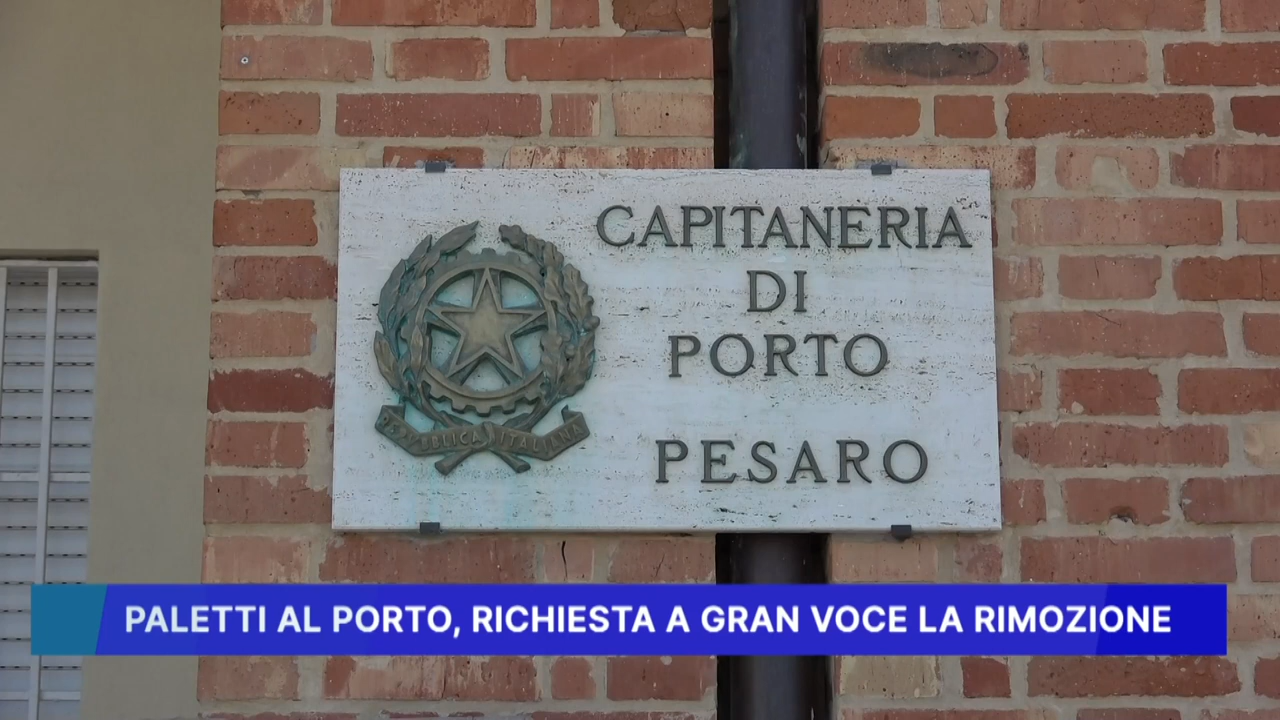 CAPITANERIA
DI
PORTO
PESARO
REPUBBLICA ITALIANA
PALETTI AL PORTO, RICHIESTA A GRAN VOCE LA RIMOZIONE